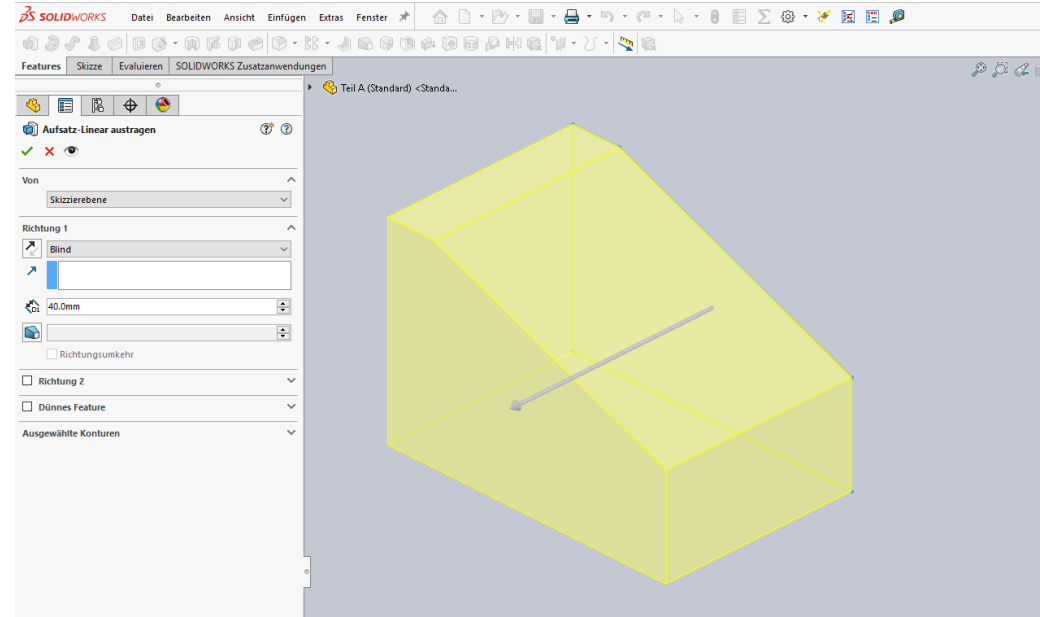 SOLIDWORKS Datei Bearbeiten Ansicht Einfügen Extras Fenster
Features Skizze Evaluieren SOLIDWORKS Zusatzanwendungen
Teil A (Standard) <Standa...
Aufsatz-Linear austragen
Von
Skizzierebene
Richtung 1
Blind
D1 40.0mm
Richtungsumkehr
Richtung 2
Dünnes Feature
Ausgewählte Konturen